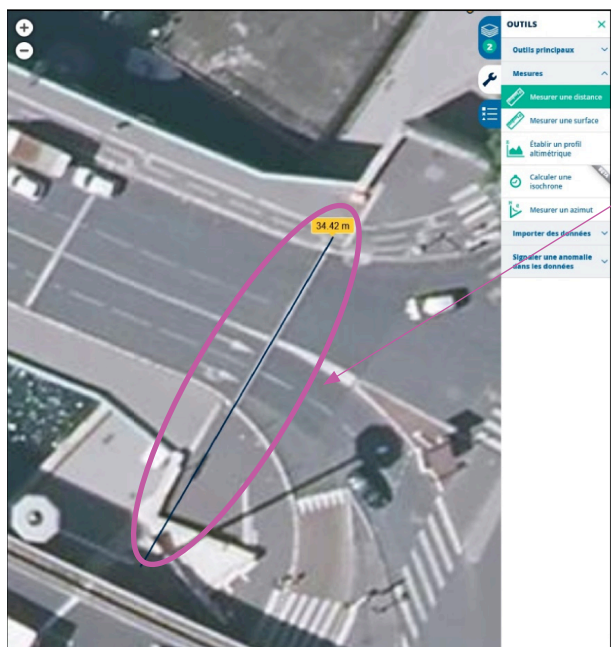 34.42 m
2
OUTILS
Outils principaux
Mesures
Mesurer une distance
Mesurer une surface
Établir un profil
altimétrique
Calculer une
isochrone
Mesurer un azimut
Importer des données
Signaler une anomalie
dans les données